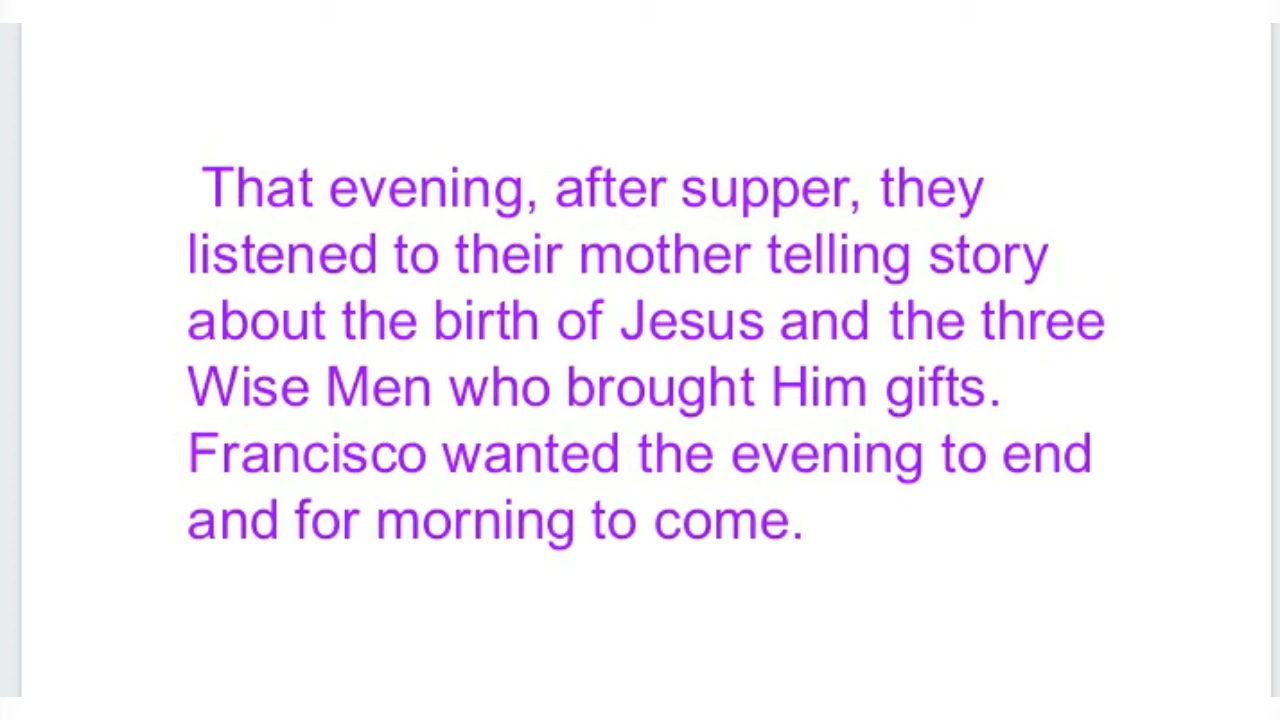 That evening, after supper, they
listened to their mother telling story
about the birth of Jesus and the three
Wise Men who brought Him gifts.
Francisco wanted the evening to end
and for morning to come.